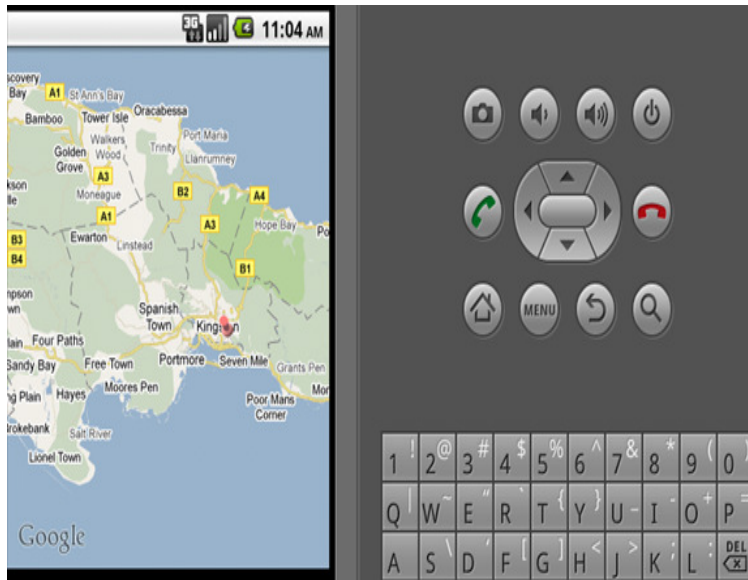 3G 11:04 AM
scovery
Bay
A1
St Ann's Bay
Bamboo
Tower Isle
Oracabessa
Walkers
Wood
Port Maria
Trinity
Llanrumney
Golden
Grove
A3
Moneague
B2
A4
A1
A3
Hope Bay
B3
B4
Ewarton
Linstead
B1
Spanish
Town
Four Paths
Sandy Bay
Free Town
Portmore
Seven Mile
Grants Pen
Hayes
Moores Pen
Poor Mans
Corner
Salt River
Lionel Town
Google
MENU
1 ! 2 @ 3 # 4 $ 5 % 6 ^ 7 & 8 * 9 ( 0 )
Q | W ~ E " R ` T { Y } U _ I - O + P =
A S \ D ' F [ G ] H < J > K ; L : DEL